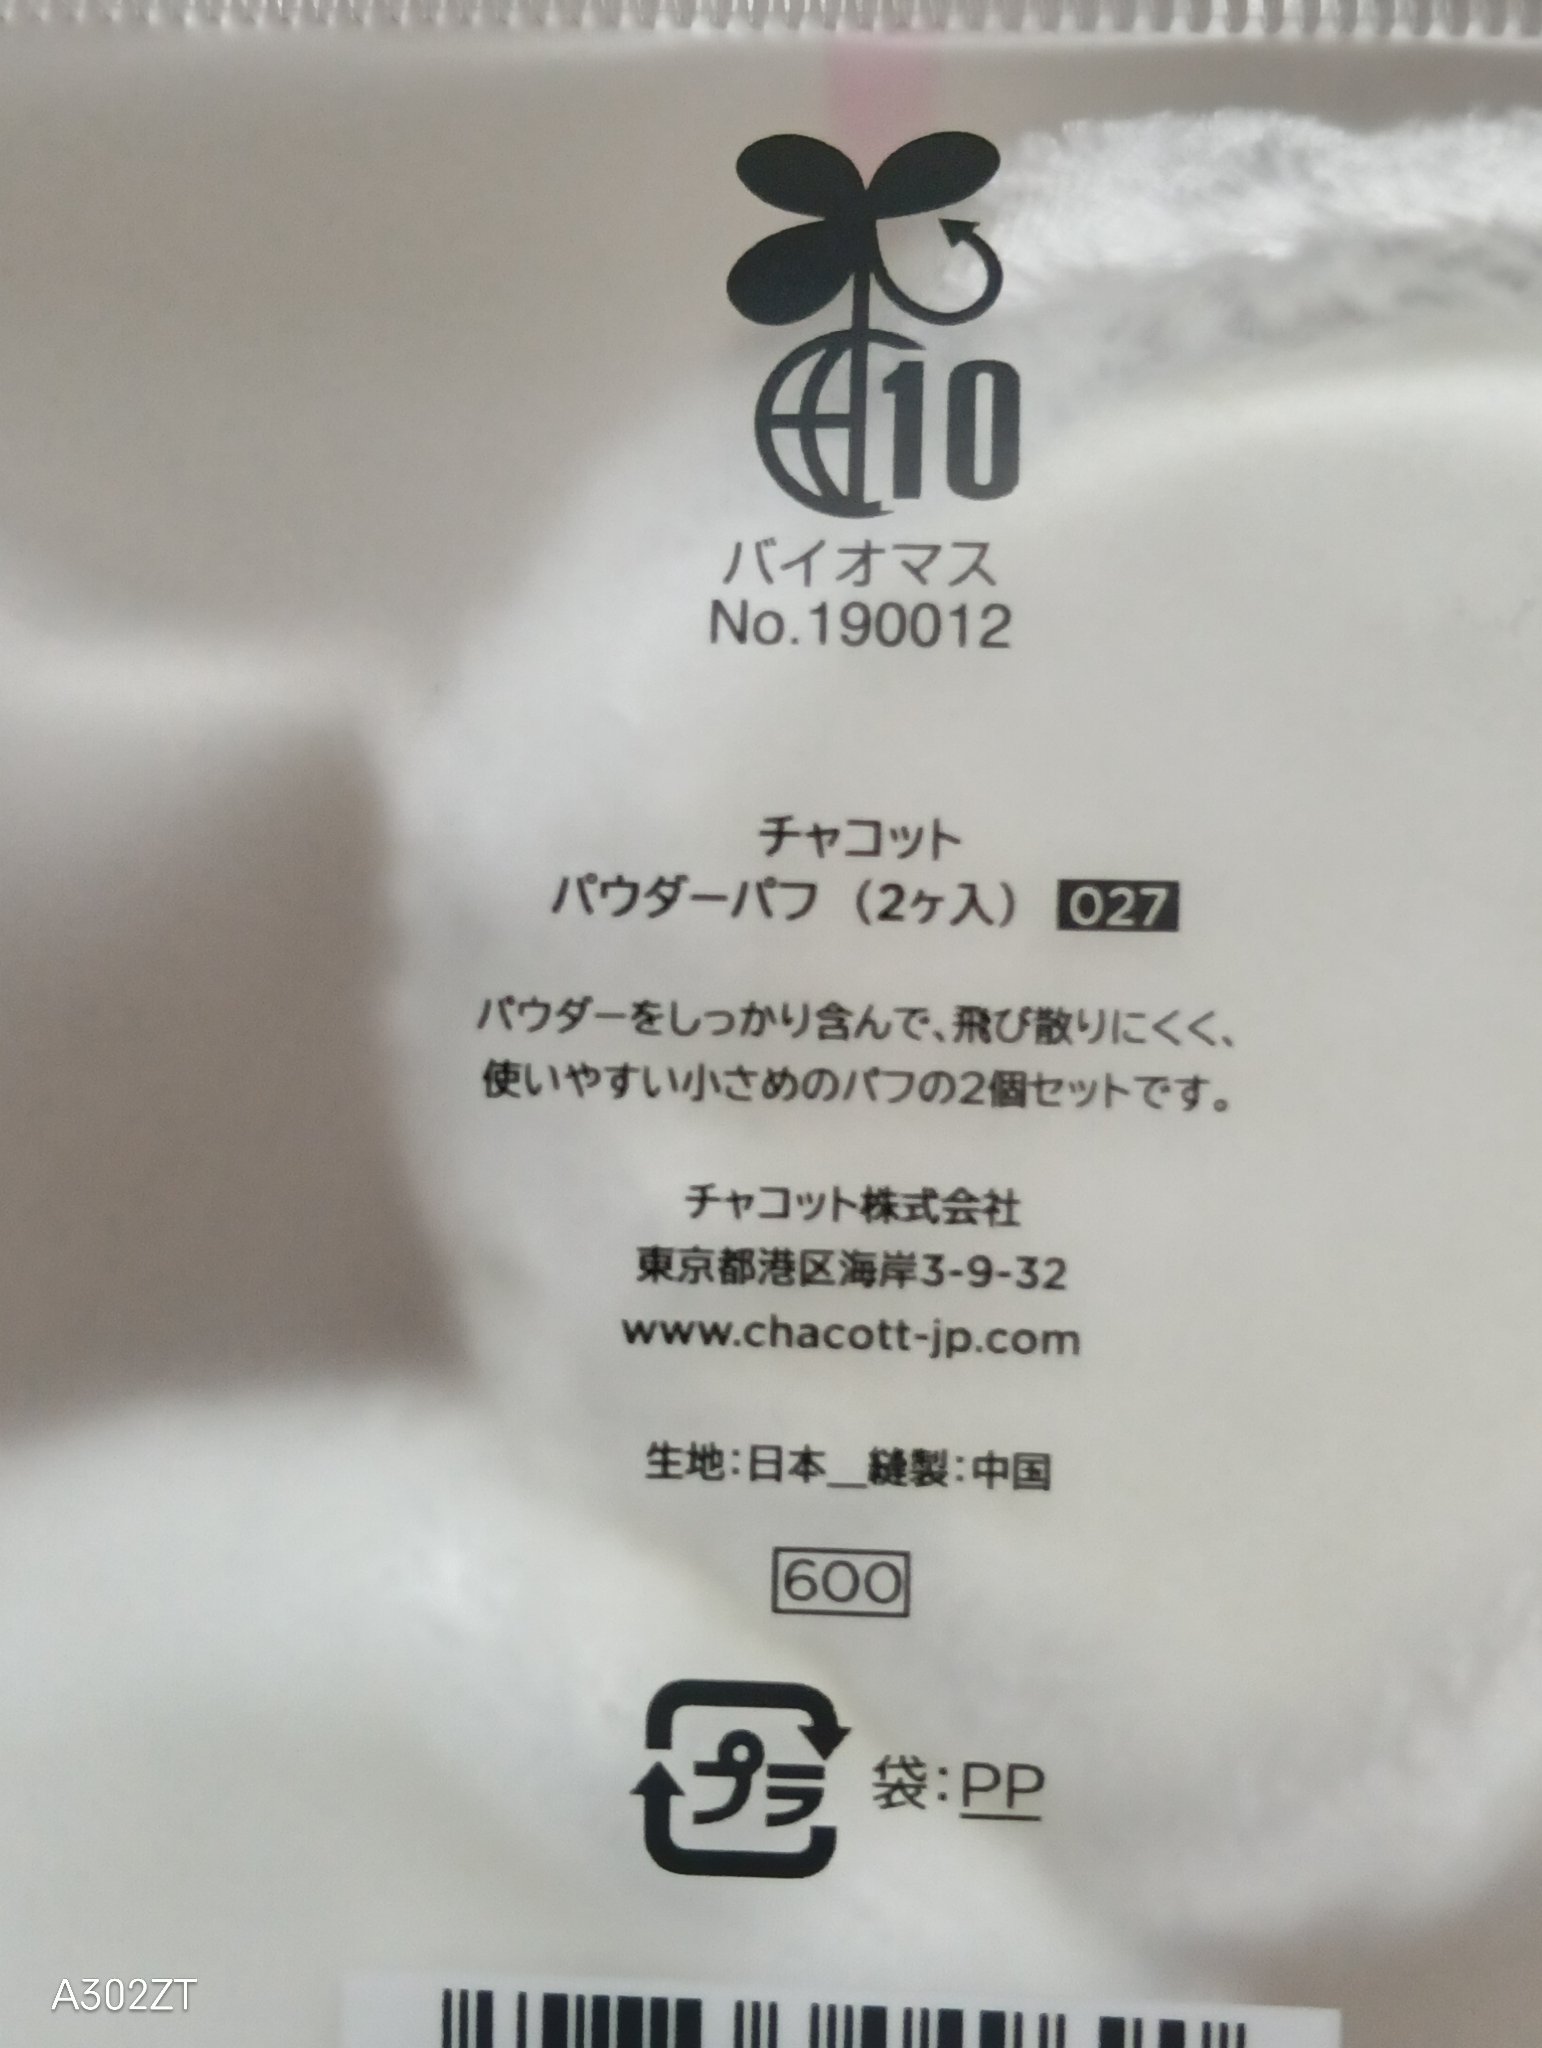 10
バイオマス
No.190012
チャコット
パウダーパフ（2ヶ入） 027
パウダーをしっかり含んで、飛び散りにくく、
使いやすい小さめのパフの2個セットです。
チャコット株式会社
東京都港区海岸3-9-32
www.chacott-jp.com
生地：日本＿縫製：中国
600
プラ 袋：PP
A302ZT